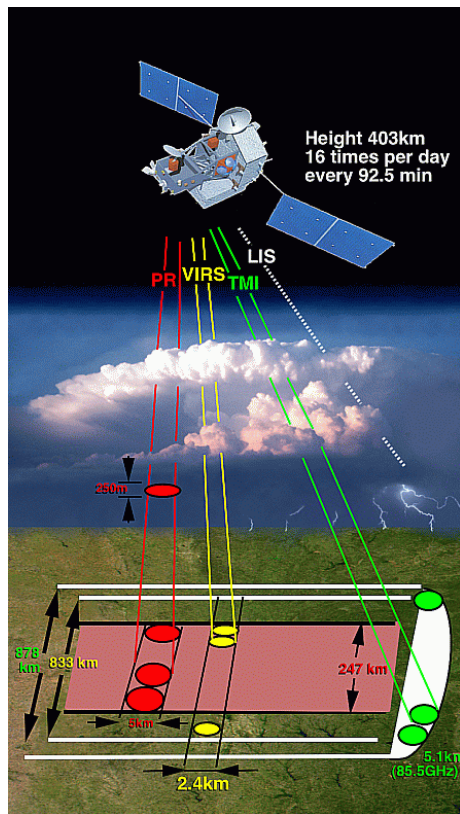 Height 403km
16 times per day
every 92.5 min
LIS
PR
VIRS
TMI
250m
878
km
833 km
247 km
5km
5.1km
(85.5GHz)
2.4km